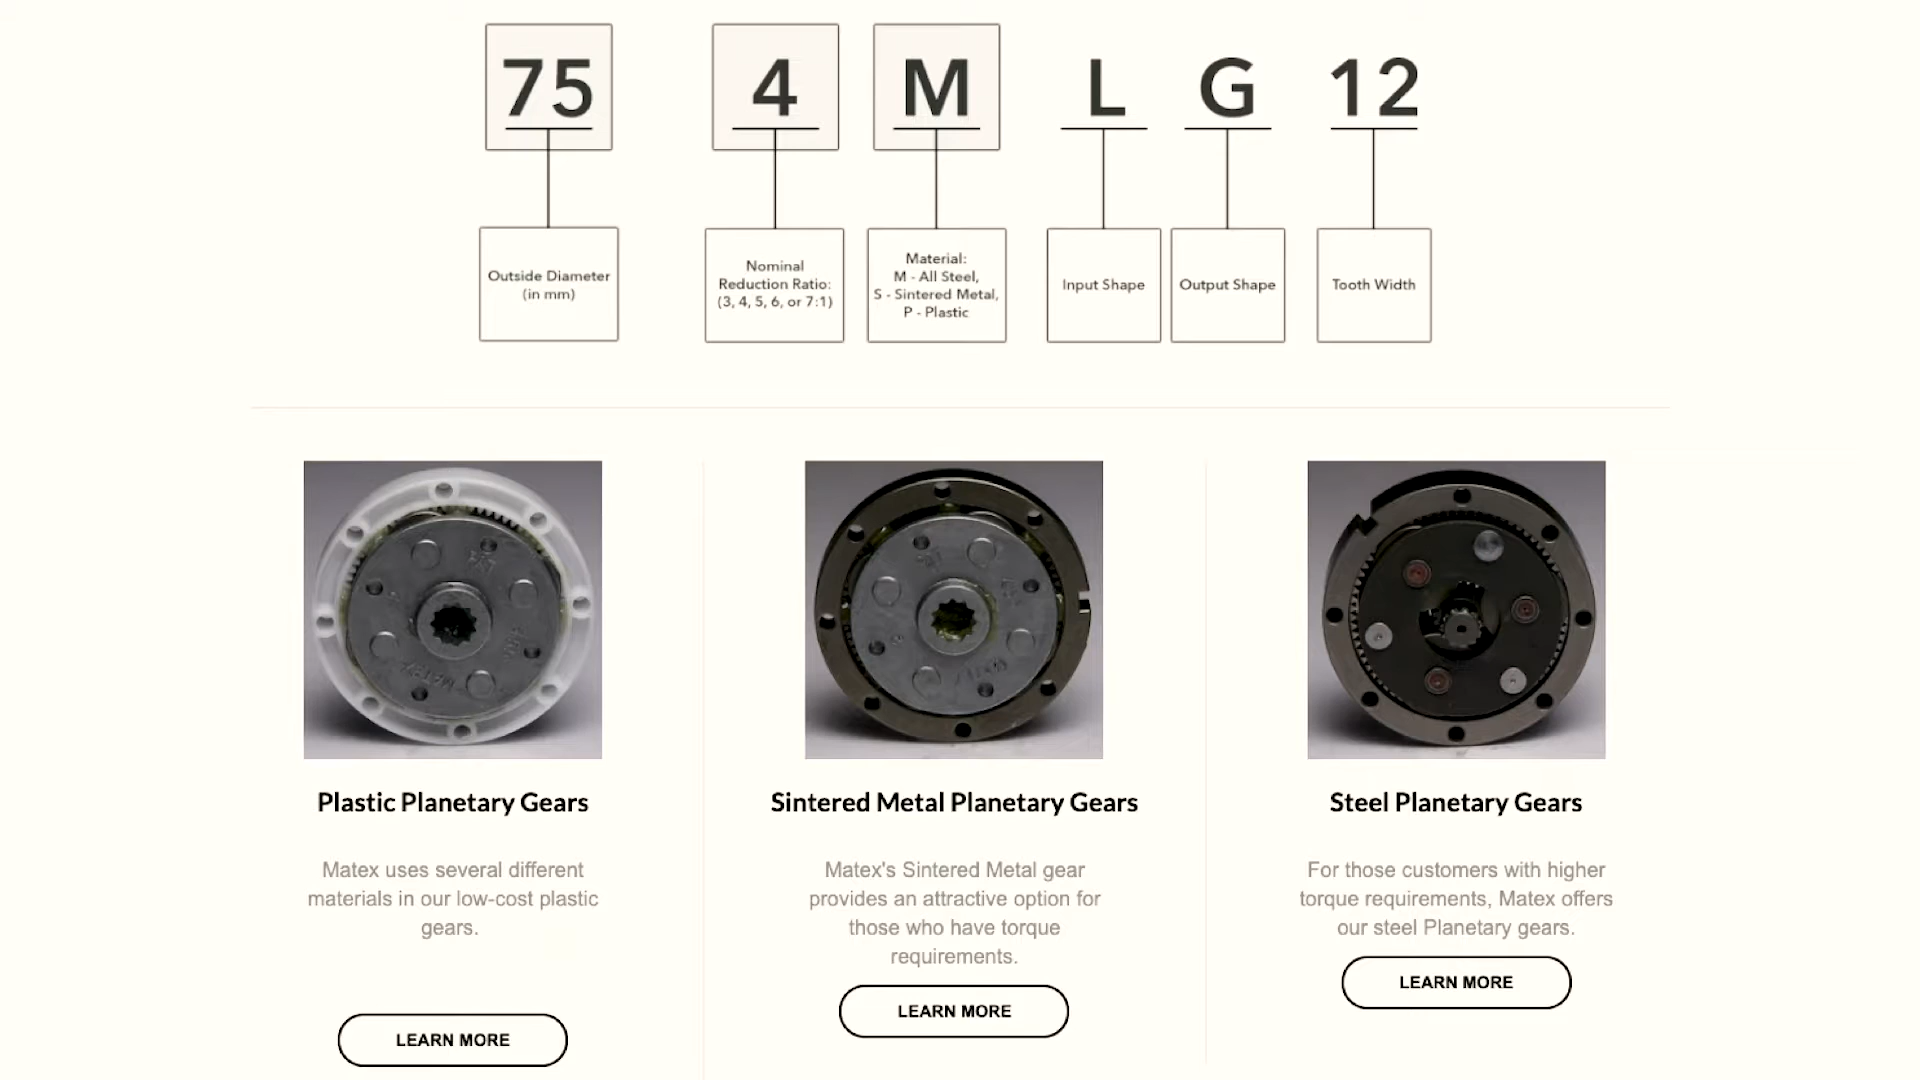 75 4 M L G 12
Outside Diameter
(in mm)
Nominal
Reduction Ratio:
(3, 4, 5, 6, or 7:1)
Material:
M - All Steel,
S - Sintered Metal,
P - Plastic
Input Shape
Output Shape
Tooth Width
Plastic Planetary Gears
Matex uses several different
materials in our low-cost plastic
gears.
LEARN MORE
Sintered Metal Planetary Gears
Matex's Sintered Metal gear
provides an attractive option for
those who have torque
requirements.
LEARN MORE
Steel Planetary Gears
For those customers with higher
torque requirements, Matex offers
our steel Planetary gears.
LEARN MORE